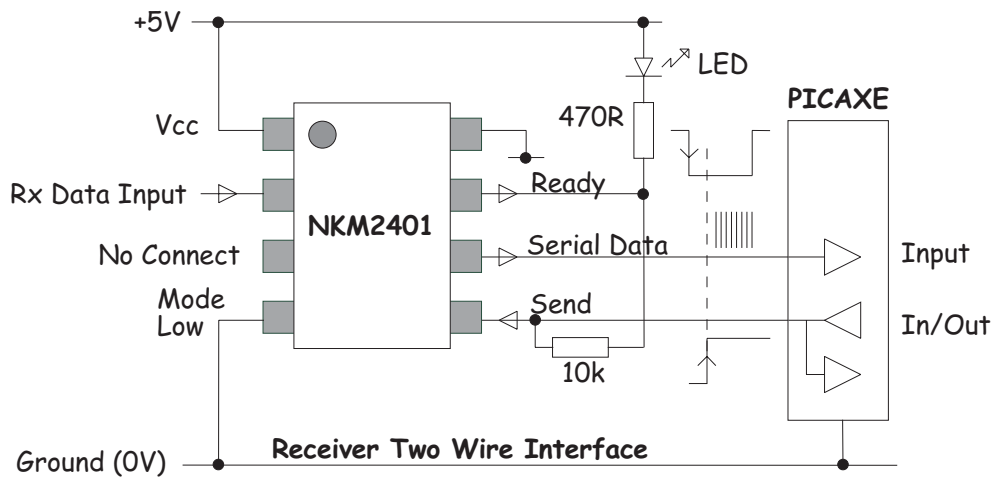 +5V
LED
PICAXE
470R
Vcc
Rx Data Input
Ready
NKM2401
No Connect
Serial Data
Input
Mode
Low
Send
In/Out
10k
Receiver Two Wire Interface
Ground (0V)